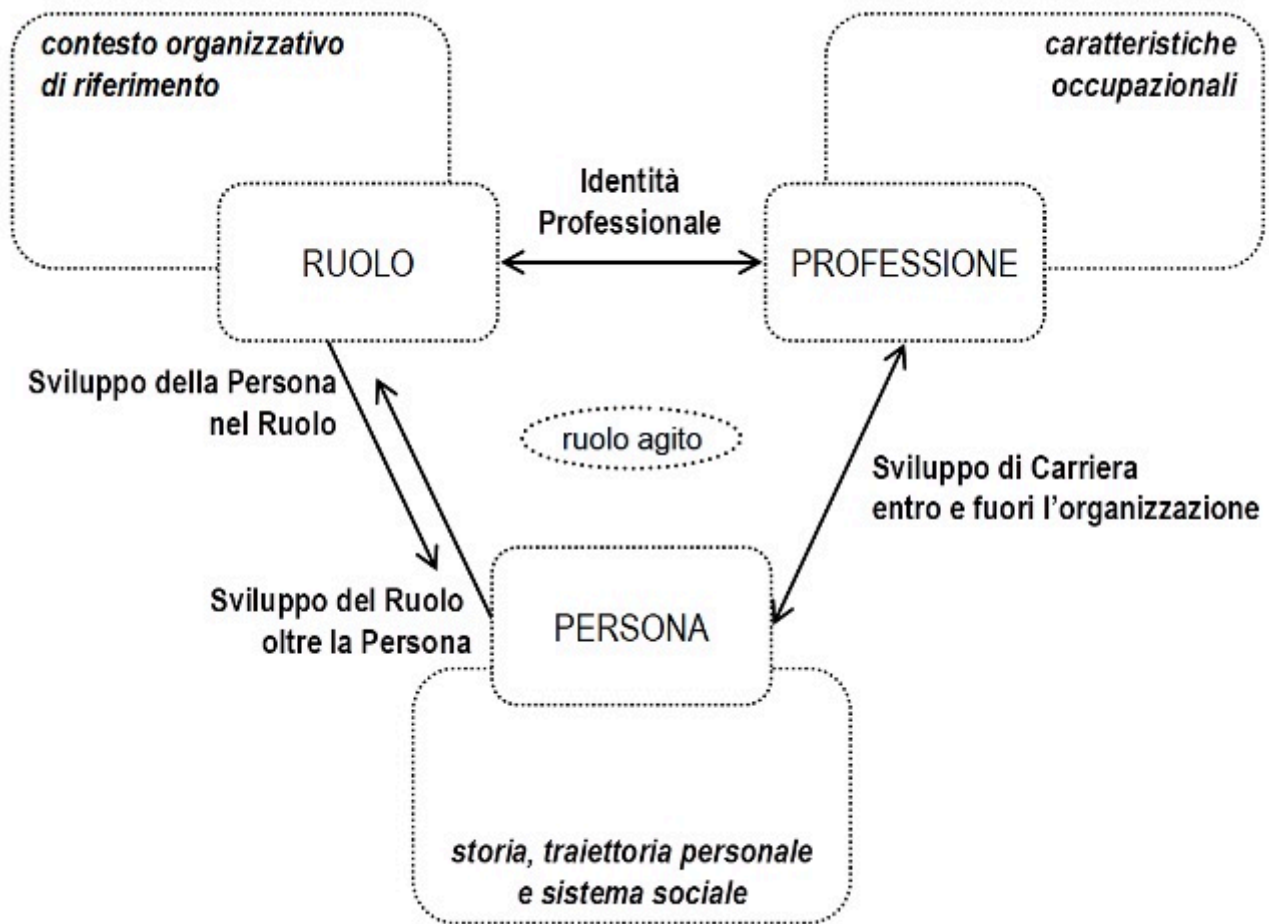 contesto organizzativo
di riferimento
caratteristiche
occupazionali
Identità
Professionale
RUOLO
PROFESSIONE
Sviluppo della Persona
nel Ruolo
ruolo agito
Sviluppo di Carriera
entro e fuori l'organizzazione
Sviluppo del Ruolo
oltre la Persona
PERSONA
storia, traiettoria personale
e sistema sociale